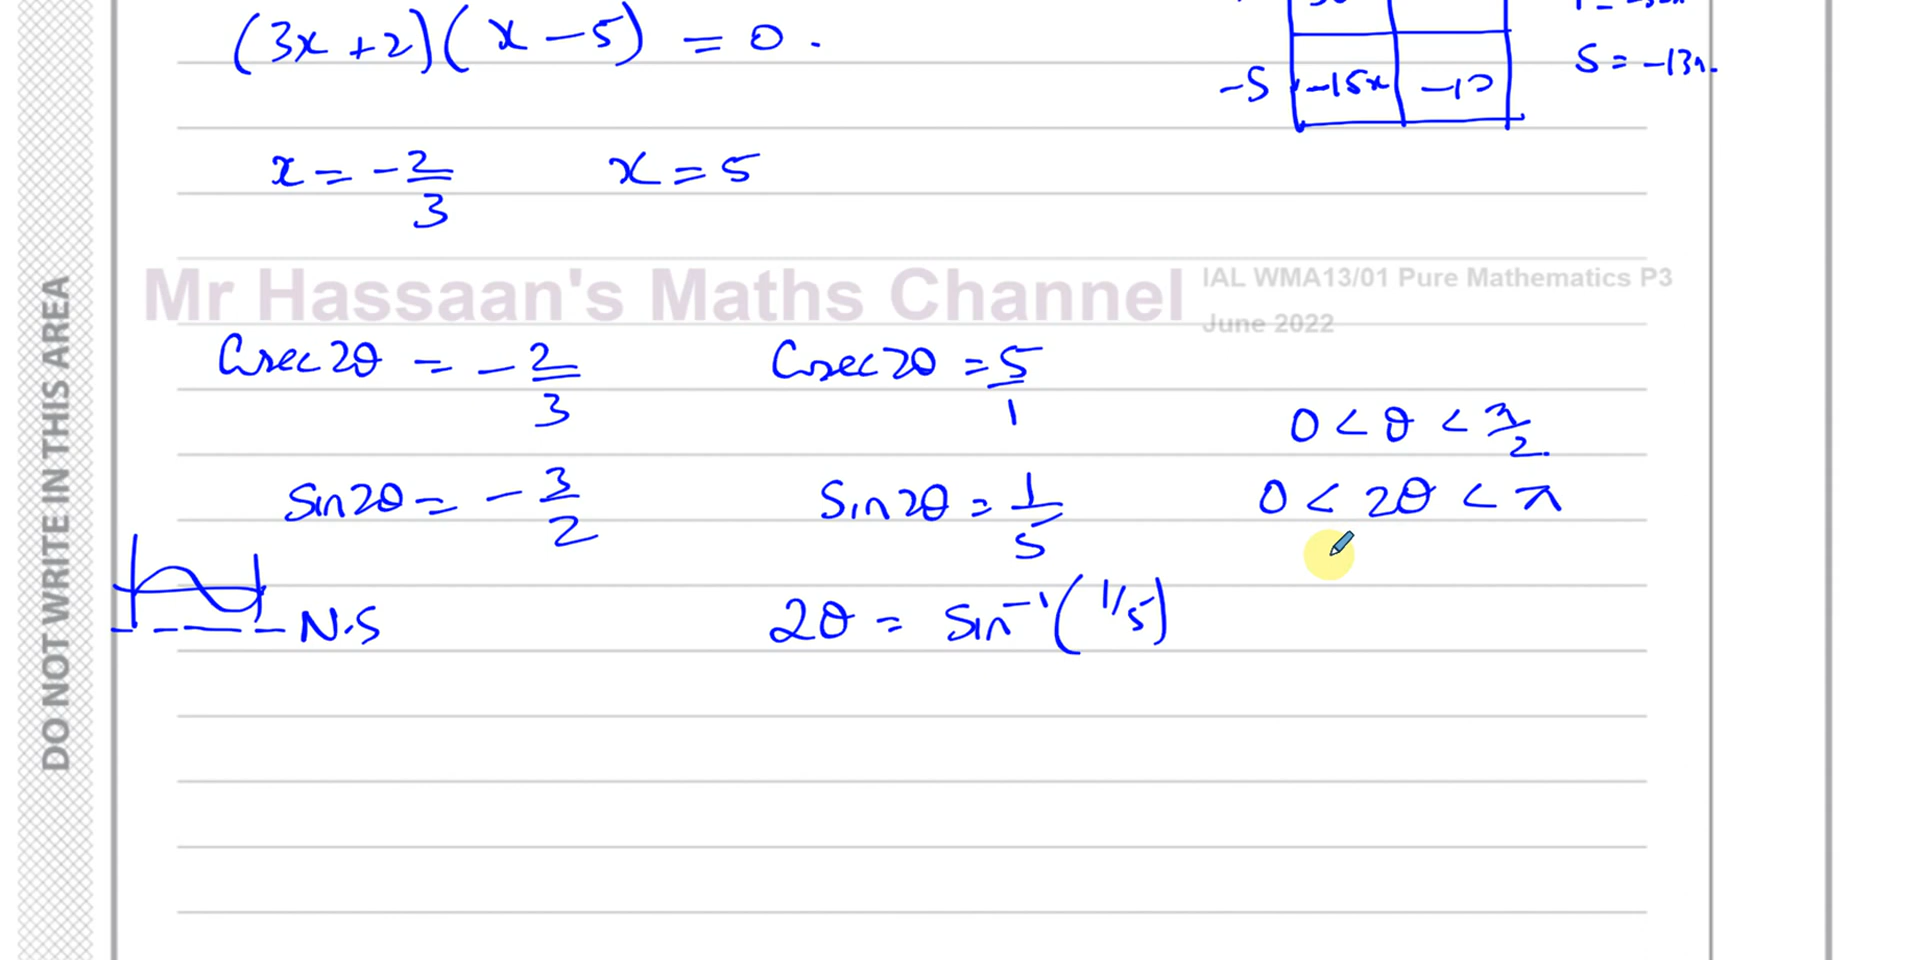 (3x + 2)(x - 5) = 0 .
S = -13x.
-5 -15x -10
x = -2/3 x = 5
Mr Hassaan's Maths Channel IAL WMA13/01 Pure Mathematics P3
June 2022
Cosec 2θ = -2/3 Cosec 2θ = 5/1
0 < θ < π/2.
Sin 2θ = -3/2 Sin 2θ = 1/5 0 < 2θ < π
N.S 2θ = Sin⁻¹(1/5)
DO NOT WRITE IN THIS AREA